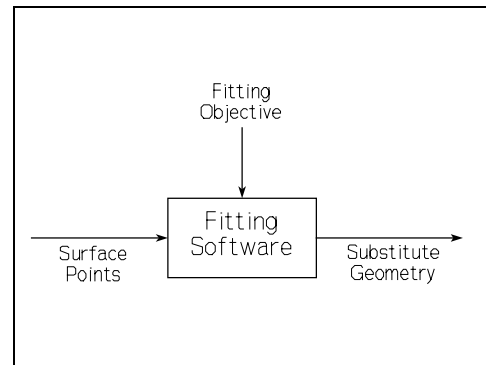 Fitting
Objective
Fitting
Software
Surface
Points
Substitute
Geometry